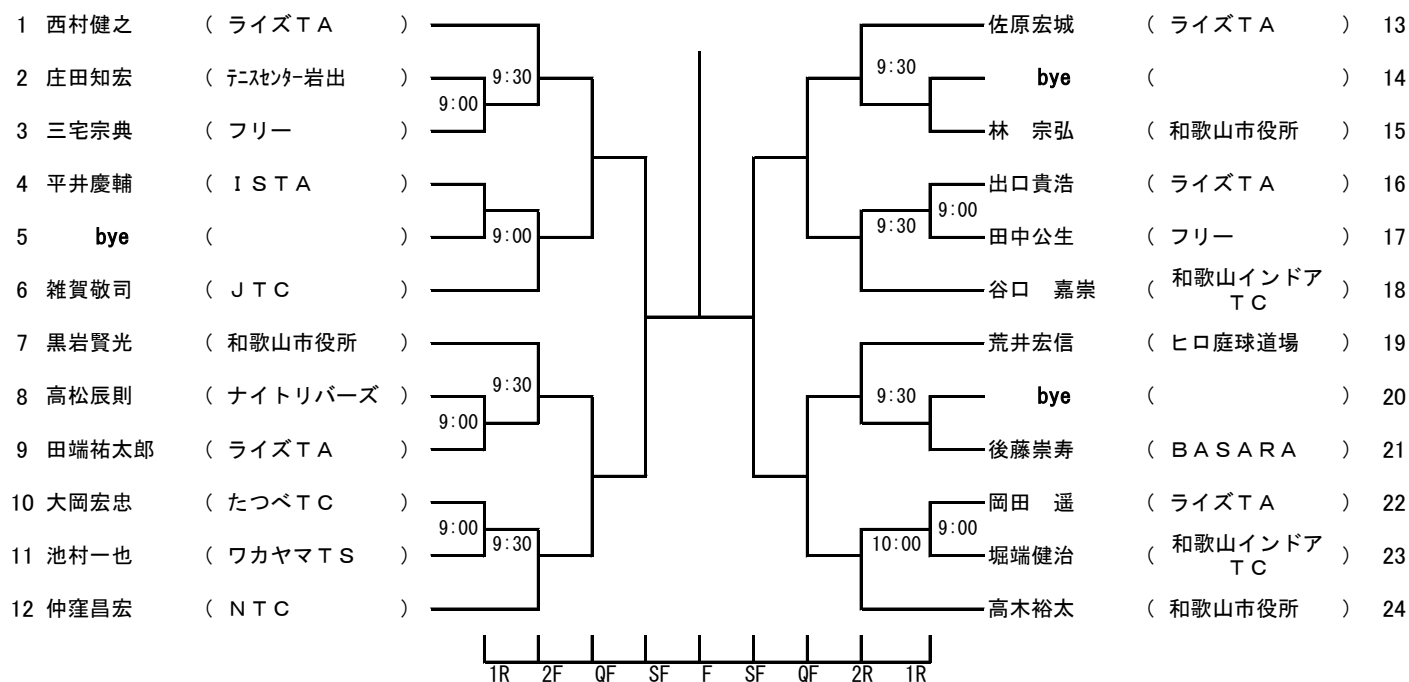 1 西村健之 ( ライズＴＡ ) 佐原宏城 ( ライズＴＡ ) 13
9:30 9:30
2 庄田知宏 ( ﾃﾆｽｾﾝﾀｰ岩出 ) bye ( ) 14
9:00
3 三宅宗典 ( フリー ) 林　宗弘 ( 和歌山市役所 ) 15
4 平井慶輔 ( ＩＳＴＡ ) 出口貴浩 ( ライズＴＡ ) 16
9:00
5 bye ( ) 9:00 9:30 田中公生 ( フリー ) 17
6 雑賀敬司 ( ＪＴＣ ) 谷口　嘉崇 ( 和歌山インドア
ＴＣ ) 18
7 黒岩賢光 ( 和歌山市役所 ) 荒井宏信 ( ヒロ庭球道場 ) 19
9:30
8 高松辰則 ( ナイトリバーズ ) 9:30 bye ( ) 20
9:00
9 田端祐太郎 ( ライズＴＡ ) 後藤崇寿 ( ＢＡＳＡＲＡ ) 21
10 大岡宏忠 ( たつべＴＣ ) 岡田　遥 ( ライズＴＡ ) 22
9:00 9:00
9:30 10:00
11 池村一也 ( ワカヤマＴＳ ) 堀端健治 ( 和歌山インドア
ＴＣ ) 23
12 仲窪昌宏 ( ＮＴＣ ) 高木裕太 ( 和歌山市役所 ) 24
1R 2F QF SF F SF QF 2R 1R